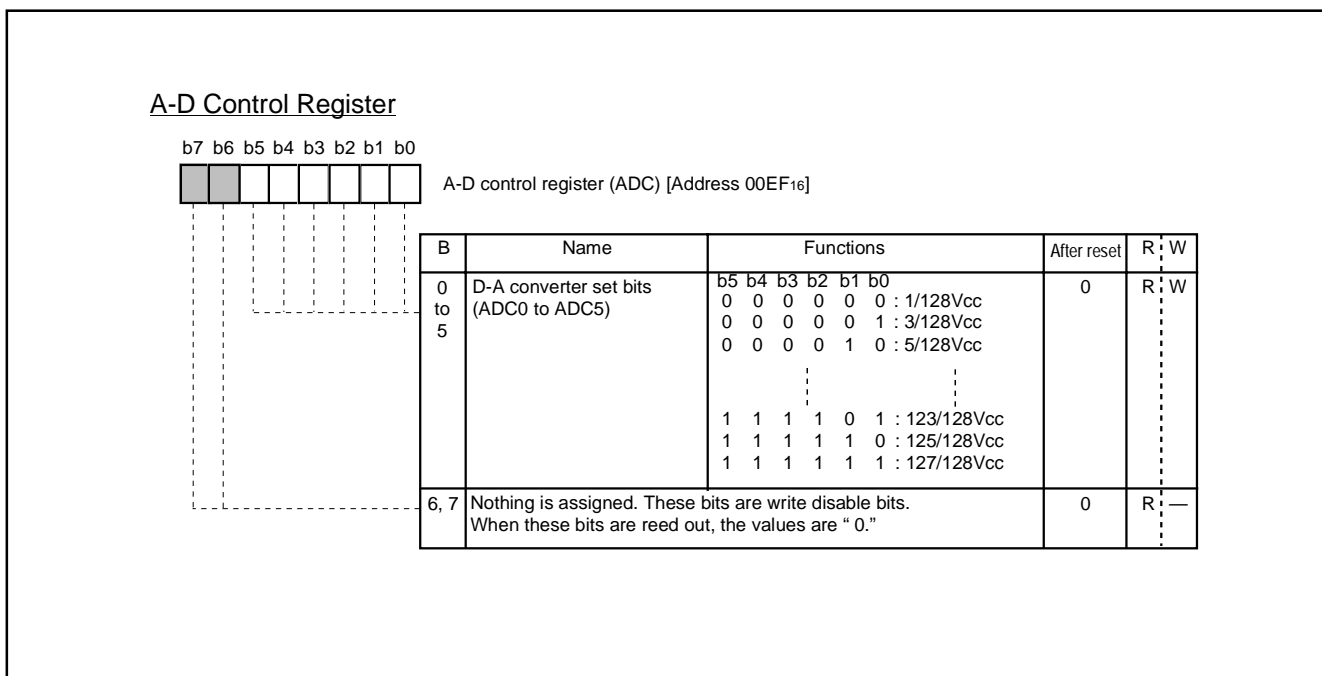 A-D Control Register
b7 b6 b5 b4 b3 b2 b1 b0
A-D control register (ADC) [Address 00EF16]
B Name Functions After reset R W
0 to 5 D-A converter set bits (ADC0 to ADC5) 0 R W
b5 b4 b3 b2 b1 b0
0 0 0 0 0 0 : 1/128Vcc
0 0 0 0 0 1 : 3/128Vcc
0 0 0 0 1 0 : 5/128Vcc
1 1 1 1 0 1 : 123/128Vcc
1 1 1 1 1 0 : 125/128Vcc
1 1 1 1 1 1 : 127/128Vcc
6, 7 Nothing is assigned. These bits are write disable bits. 0 R —
When these bits are reed out, the values are “ 0.”